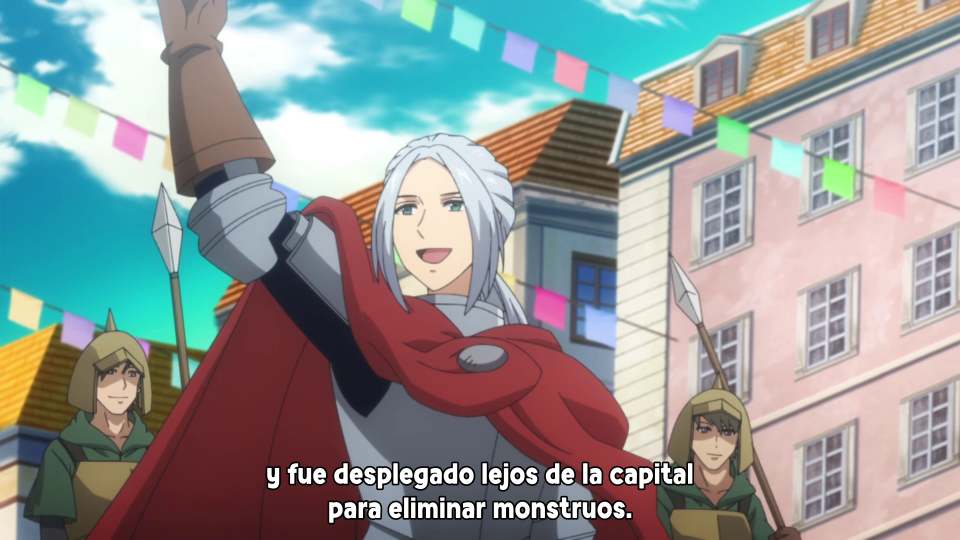 y fue desplegado lejos de la capital
para eliminar monstruos.